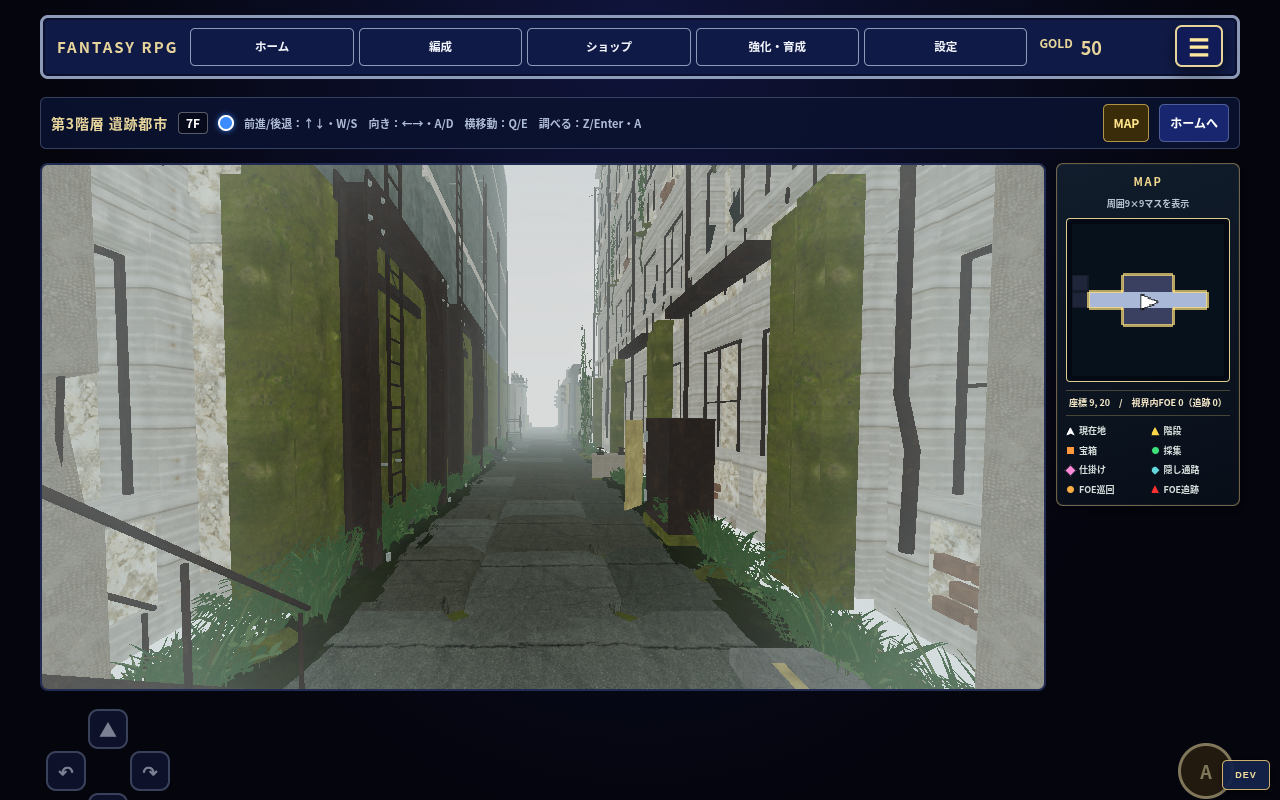 FANTASY RPG
ホーム
編成
ショップ
強化・育成
設定
GOLD 50
第3階層 遺跡都市
7F
前進/後退：↑↓・W/S　向き：←→・A/D　横移動：Q/E　調べる：Z/Enter・A
MAP
ホームへ
MAP
周囲9×9マスを表示
座標 9, 20　/　視界内FOE 0（追跡 0）
現在地
階段
宝箱
採集
仕掛け
隠し通路
FOE巡回
FOE追跡
A
DEV